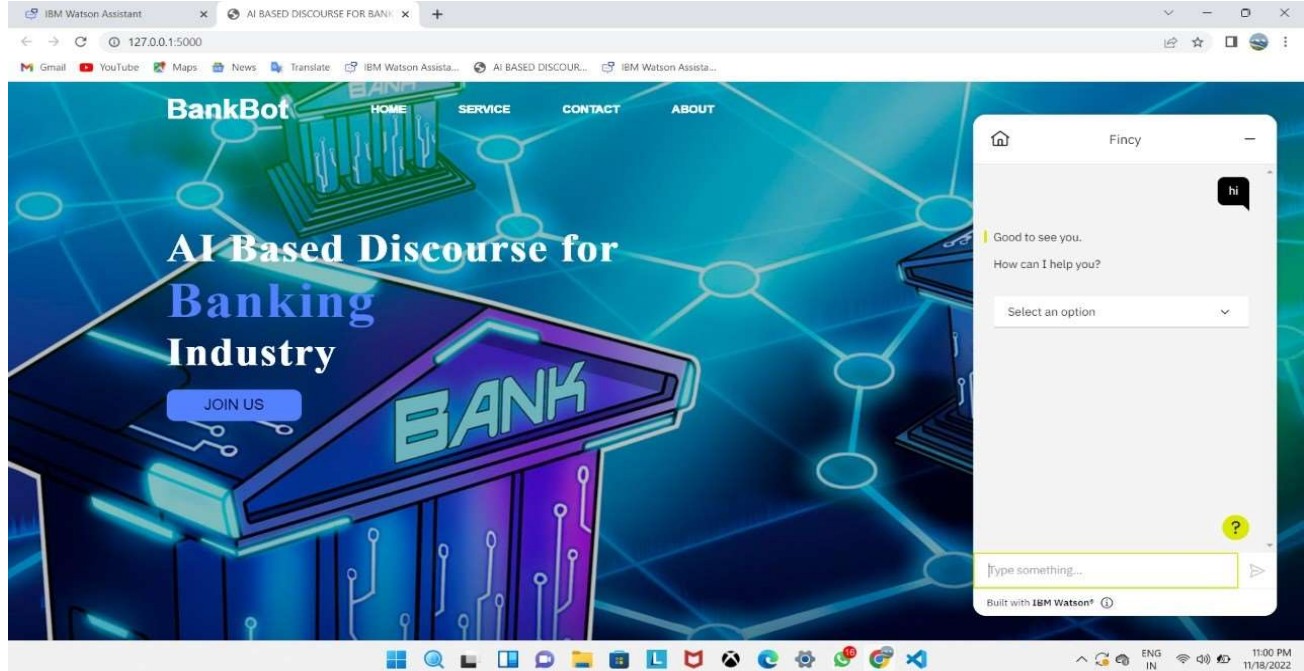 IBM Watson Assistant
AI BASED DISCOURSE FOR BANK
127.0.0.1:5000
Gmail YouTube Maps News Translate IBM Watson Assista... AI BASED DISCOUR... IBM Watson Assista...
BANK
BankBot HOME SERVICE CONTACT ABOUT
Fincy
hi
Good to see you.
How can I help you?
Select an option
AI Based Discourse for
Banking
Industry
JOIN US
BANK
?
Type something...
Built with IBM Watson®
L
16
ENG
IN
11:00 PM
11/18/2022